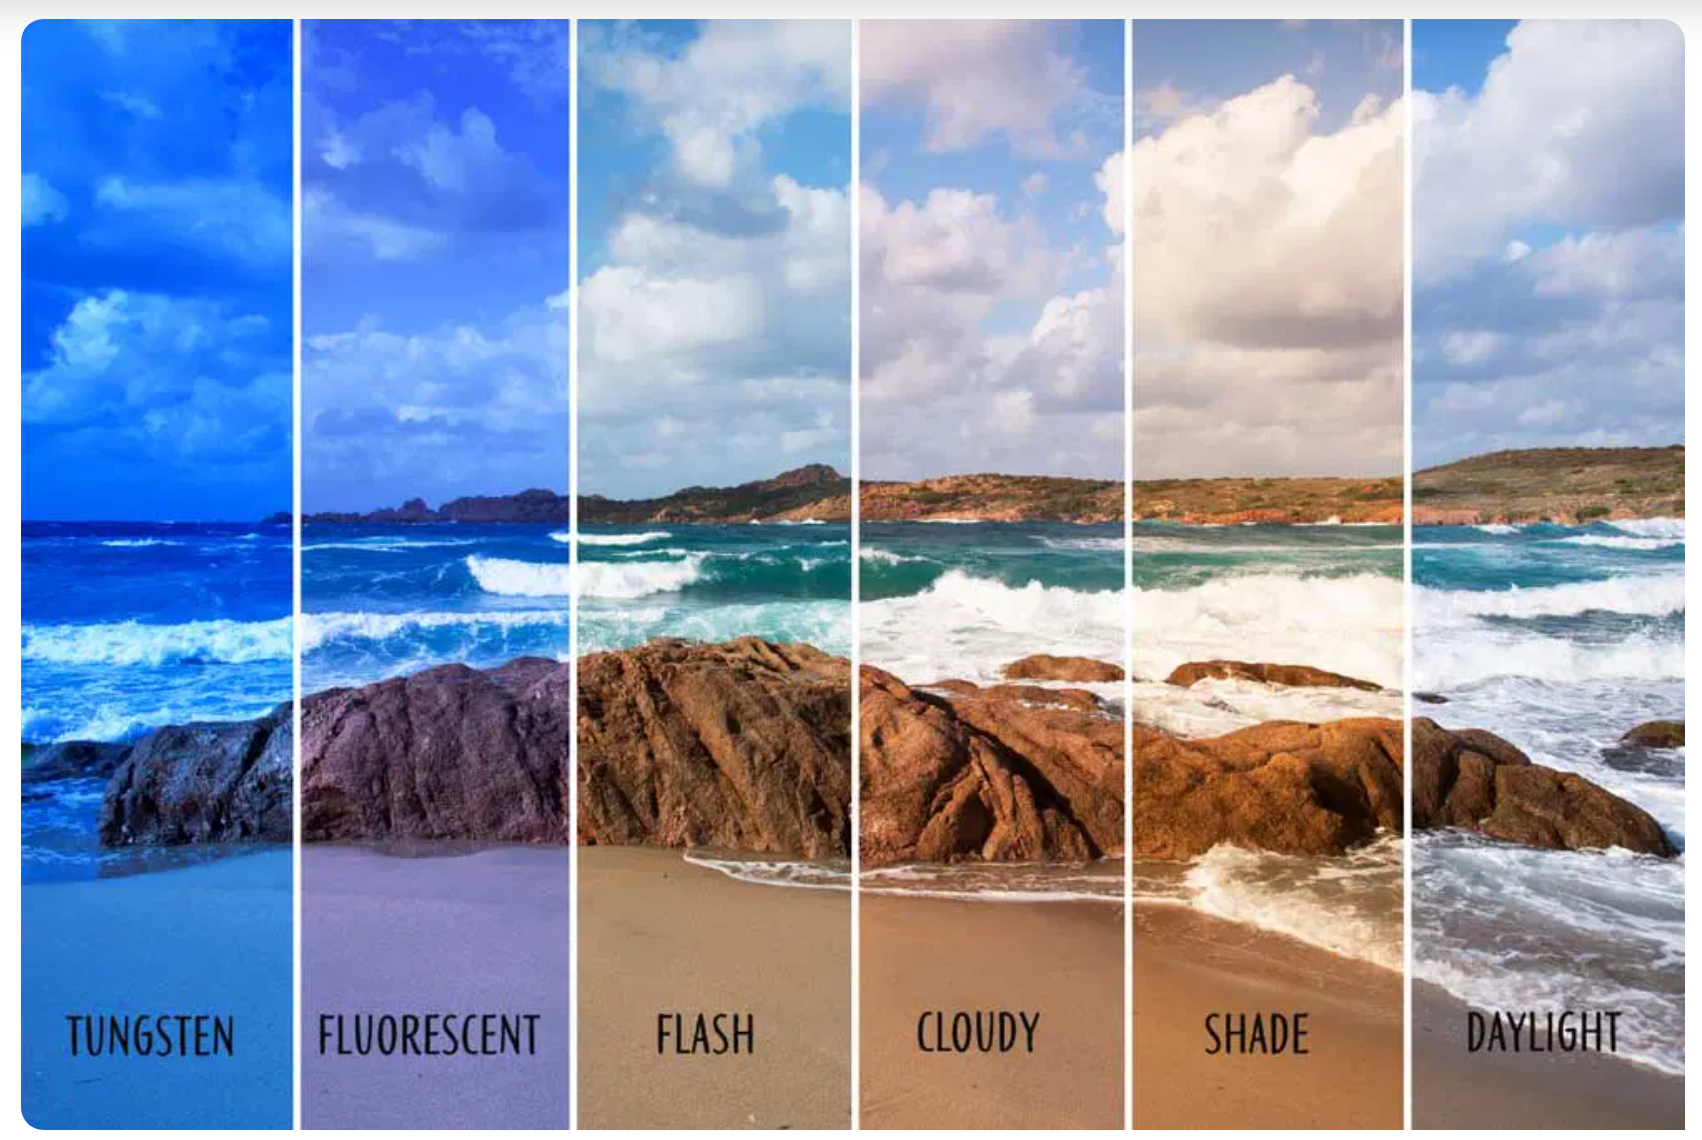 TUNGSTEN
FLUORESCENT
FLASH
CLOUDY
SHADE
DAYLIGHT